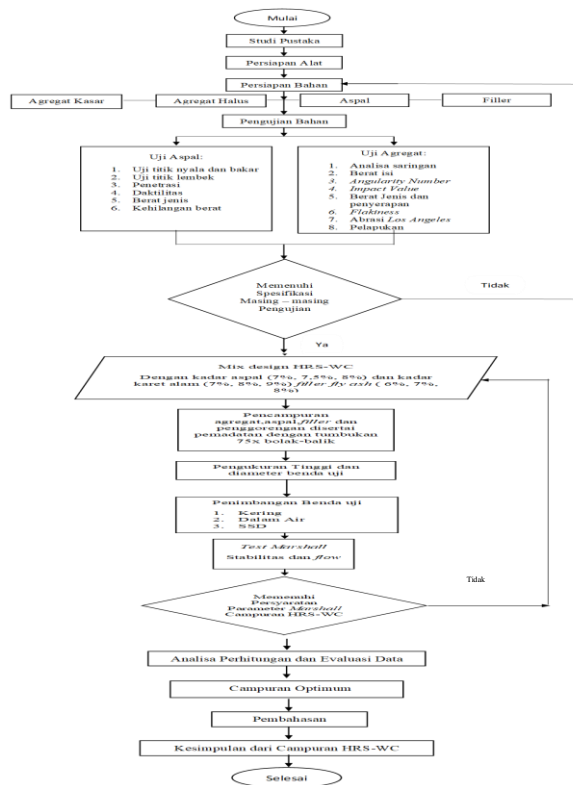 Mulai
Studi Pustaka
Persiapan Alat
Persiapan Bahan
Agregat Kasar
Agregat Halus
Aspal
Filler
Pengujian Bahan
Uji Aspal:
1. Uji titik nyala dan bakar
2. Uji titik lembek
3. Penetrasi
4. Daktilitas
5. Berat jenis
6. Kehilangan berat
Uji Agregat:
1. Analisa saringan
2. Berat isi
3. Angularity Number
4. Impact Value
5. Berat Jenis dan
penyerapan
6. Flakiness
7. Abrasi Los Angeles
8. Pelapukan
Memenuhi
Spesifikasi
Masing – masing
Pengujian
Tidak
Ya
Mix design HRS-WC
Dengan kadar aspal (7%, 7,5%, 8%) dan kadar
karet alam (7%, 8%, 9%) filler fly ash ( 6%, 7%,
8%)
Pencampuran
agregat,aspal,filler dan
penggorengan disertai
pemadatan dengan tumbukan
75x bolak-balik
Pengukuran Tinggi dan
diameter benda uji
Penimbangan Benda uji
1. Kering
2. Dalam Air
3. SSD
Test Marshall
Stabilitas dan flow
Tidak
Memenuhi
Persyaratan
Parameter Marshall
Campuran HRS-WC
Analisa Perhitungan dan Evaluasi Data
Campuran Optimum
Pembahasan
Kesimpulan dari Campuran HRS-WC
Selesai